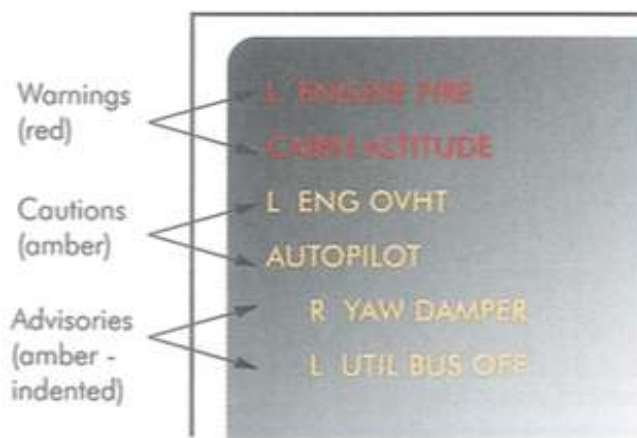 Warnings
(red)
L ENGINE FIRE
CABIN ALTITUDE
Cautions
(amber)
L ENG OVHT
AUTOPILOT
Advisories
(amber -
indented)
R YAW DAMPER
L UTIL BUS OFF